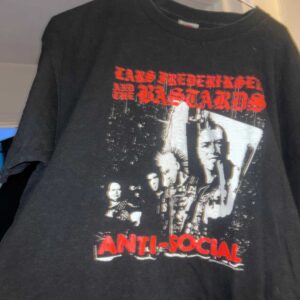 LARS FREDERIKSEN
AND THE BASTARDS
ANTI-SOCIAL